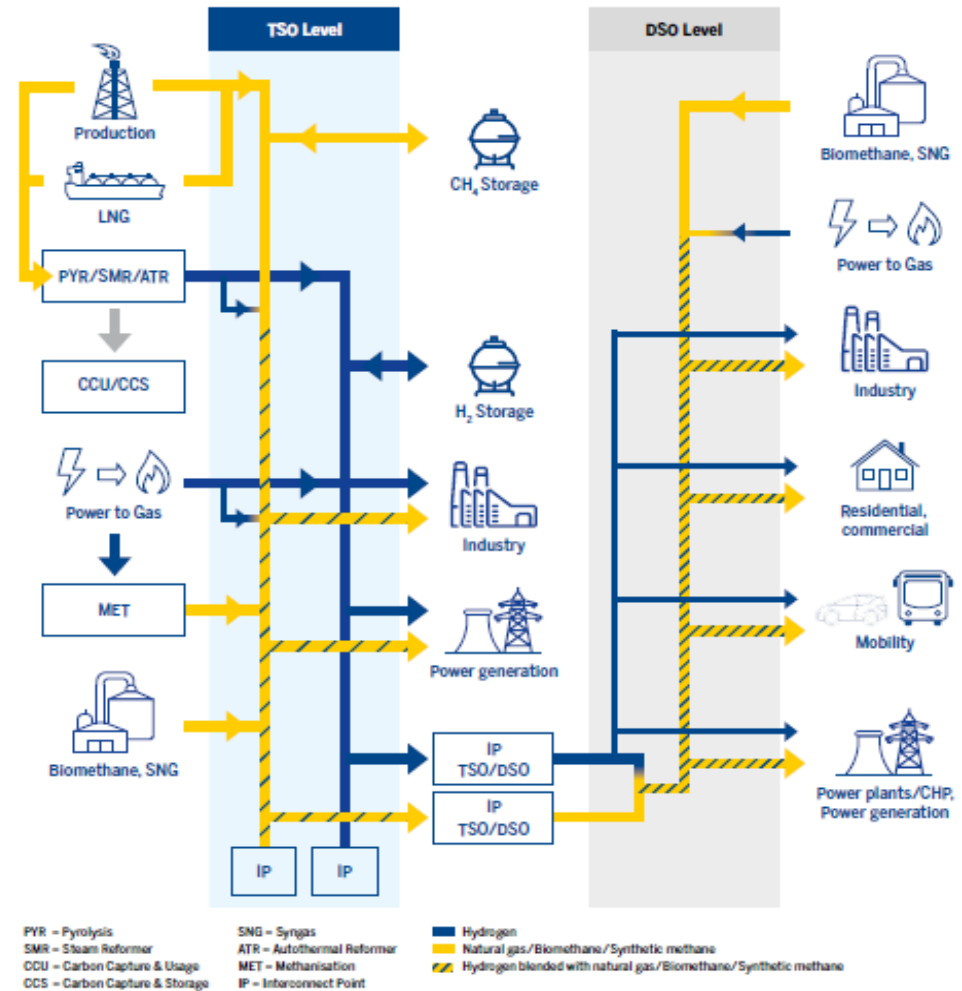 TSO Level
DSO Level
Production
LNG
PYR/SMR/ATR
CCU/CCS
Power to Gas
MET
Biomethane, SNG
CH₄ Storage
H₂ Storage
Industry
Power generation
IP
TSO/DSO
IP
TSO/DSO
IP
IP
Biomethane, SNG
Power to Gas
Industry
Residential,
commercial
Mobility
Power plants/CHP,
Power generation
PYR = Pyrolysis
SMR = Steam Reformer
CCU = Carbon Capture & Usage
CCS = Carbon Capture & Storage
SNG = Syngas
ATR = Autothermal Reformer
MET = Methanisation
IP = Interconnect Point
Hydrogen
Natural gas/Biomethane/Synthetic methane
Hydrogen blended with natural gas/Biomethane/Synthetic methane